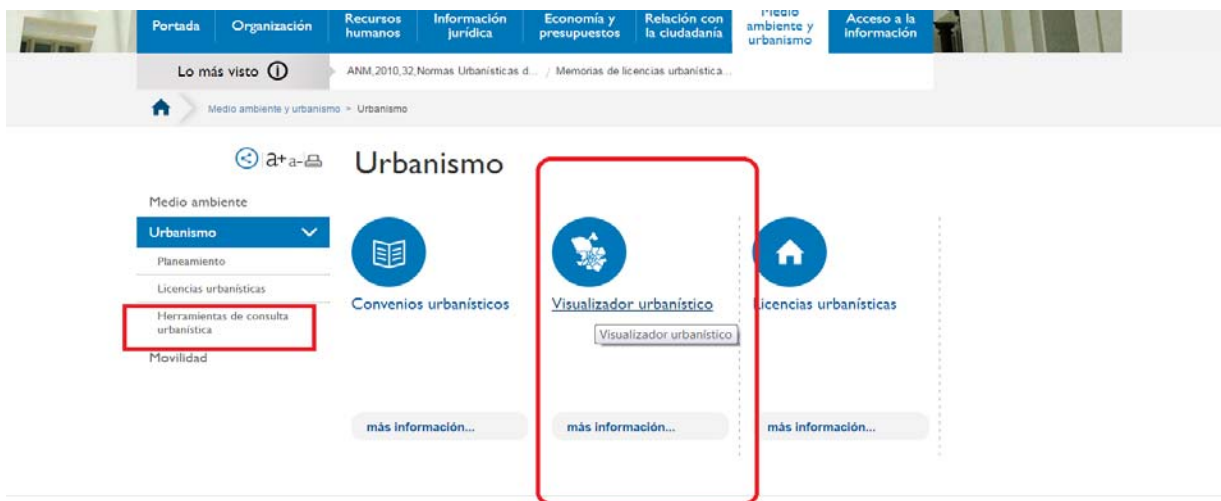 Portada
Organización
Recursos
humanos
Información
jurídica
Economía y
presupuestos
Relación con
la ciudadanía
Medio
ambiente y
urbanismo
Acceso a la
información
Lo más visto
ANM,2010,32,Normas Urbanísticas d... / Memorias de licencias urbanística...
Medio ambiente y urbanismo > Urbanismo
a+ a-
Urbanismo
Medio ambiente
Urbanismo
Planeamiento
Licencias urbanísticas
Herramientas de consulta
urbanística
Movilidad
Convenios urbanísticos
Visualizador urbanístico
Licencias urbanísticas
Visualizador urbanístico
más información...
más información...
más información...